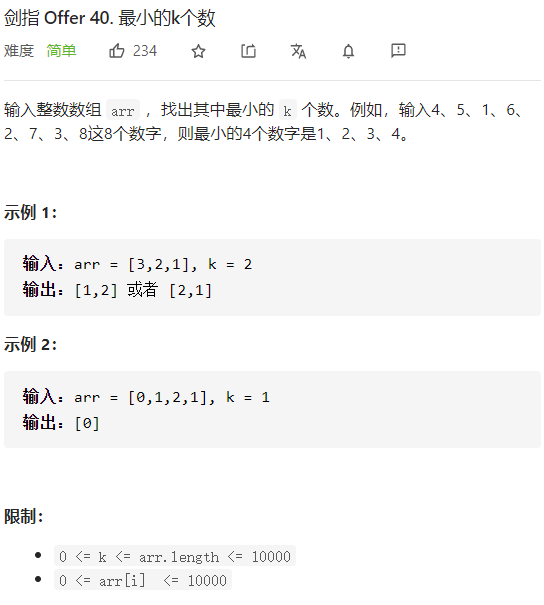 剑指 Offer 40. 最小的k个数
难度 简单 234
输入整数数组 arr ，找出其中最小的 k 个数。例如，输入4、5、1、6、
2、7、3、8这8个数字，则最小的4个数字是1、2、3、4。
示例 1：
输入：arr = [3,2,1], k = 2
输出：[1,2] 或者 [2,1]
示例 2：
输入：arr = [0,1,2,1], k = 1
输出：[0]
限制：
0 <= k <= arr.length <= 10000
0 <= arr[i]  <= 10000